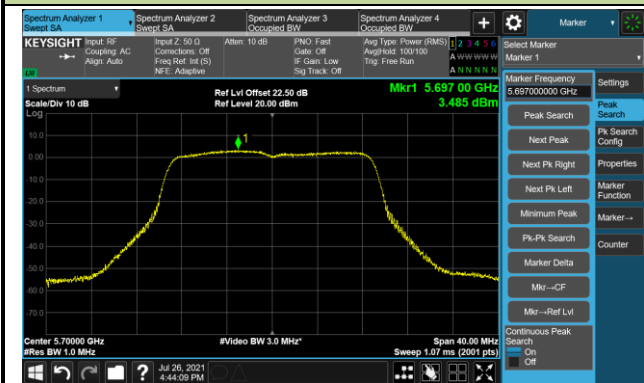 Spectrum Analyzer 1
Swept SA
Spectrum Analyzer 2
Swept SA
Spectrum Analyzer 3
Occupied BW
Spectrum Analyzer 4
Occupied BW
Marker
KEYSIGHT
Input: RF
Coupling: AC
Align: Auto
Input Z: 50 Ω
Corrections: Off
Freq Ref: Int (S)
NFE: Adaptive
Atten: 10 dB
PNO: Fast
Gate: Off
IF Gain: Low
Sig Track: Off
Avg Type: Power (RMS)
Avg|Hold: 100/100
Trig: Free Run
1 2 3 4 5 6
A W W W W W
A N N N N N
LW
Select Marker
Marker 1
1 Spectrum
Scale/Div 10 dB
Log
Ref Lvl Offset 22.50 dB
Ref Level 20.00 dBm
Mkr1 5.697 00 GHz
3.485 dBm
1
10.0
0.00
-10.0
-20.0
-30.0
-40.0
-50.0
-60.0
-70.0
Center 5.70000 GHz
#Res BW 1.0 MHz
#Video BW 3.0 MHz*
Span 40.00 MHz
Sweep 1.07 ms (2001 pts)
Marker Frequency
5.697000000 GHz
Peak Search
Next Peak
Next Pk Right
Next Pk Left
Minimum Peak
Pk-Pk Search
Marker Delta
Mkr→CF
Mkr→Ref Lvl
Continuous Peak
Search
On
Off
Settings
Peak
Search
Pk Search
Config
Properties
Marker
Function
Marker→
Counter
Jul 26, 2021
4:44:09 PM